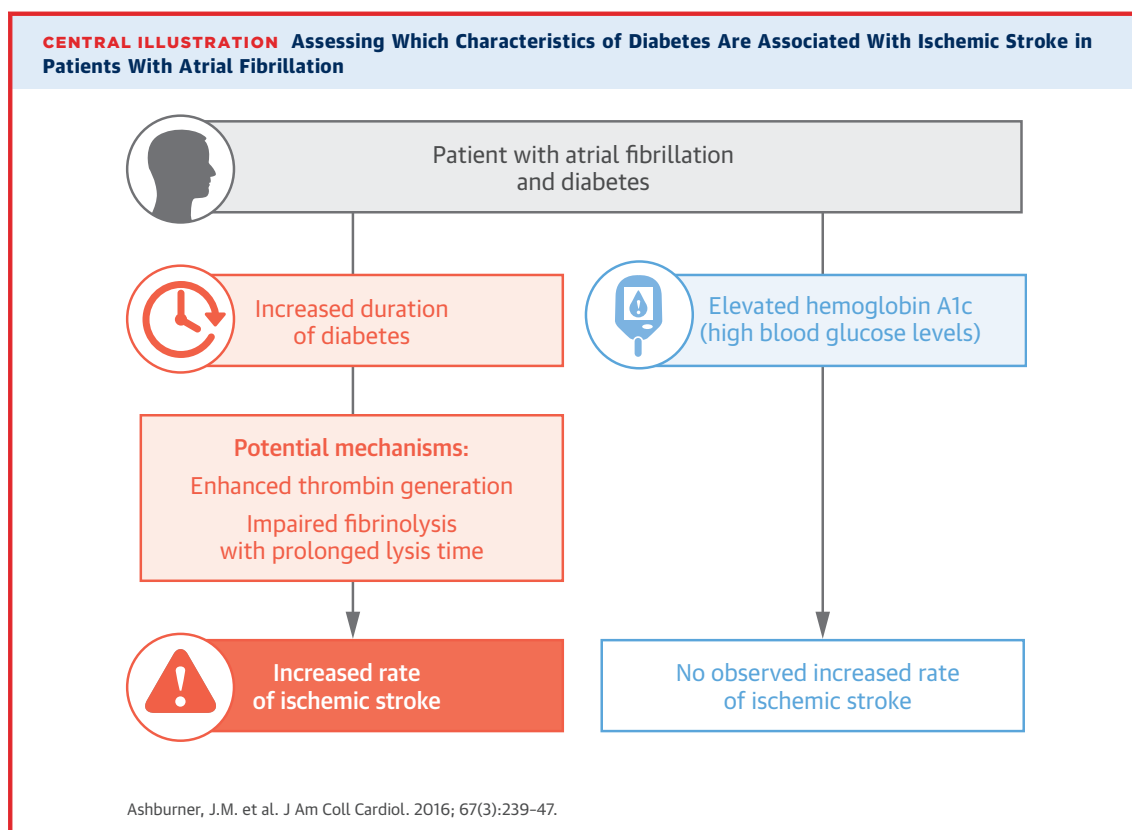 CENTRAL ILLUSTRATION Assessing Which Characteristics of Diabetes Are Associated With Ischemic Stroke in
Patients With Atrial Fibrillation
Patient with atrial fibrillation
and diabetes
Increased duration
of diabetes
Elevated hemoglobin A1c
(high blood glucose levels)
Potential mechanisms:
Enhanced thrombin generation
Impaired fibrinolysis
with prolonged lysis time
Increased rate
of ischemic stroke
No observed increased rate
of ischemic stroke
Ashburner, J.M. et al. J Am Coll Cardiol. 2016; 67(3):239–47.